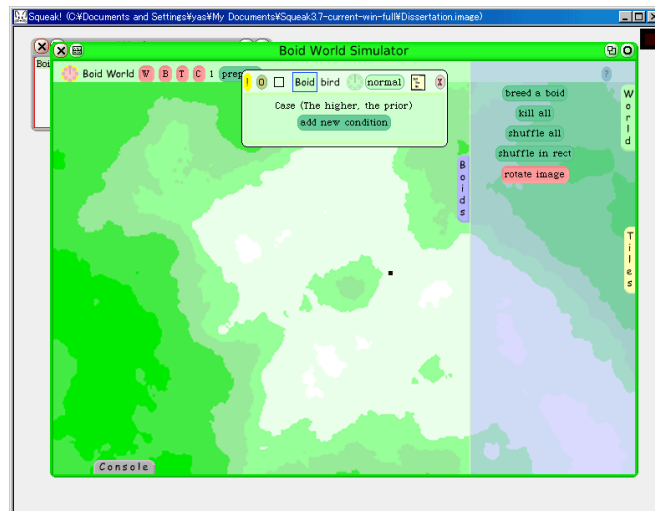 Squeak! (C:¥Documents and Settings¥yas¥My Documents¥Squeak3.7-current-win-full¥Dissertation.image)
Boid World Simulator
Boid World W B T C 1
! O Boid bird normal X
?
Case (The higher, the prior)
add new condition
breed a boid
kill all
shuffle all
shuffle in rect
rotate image
World
Boids
Tiles
Console